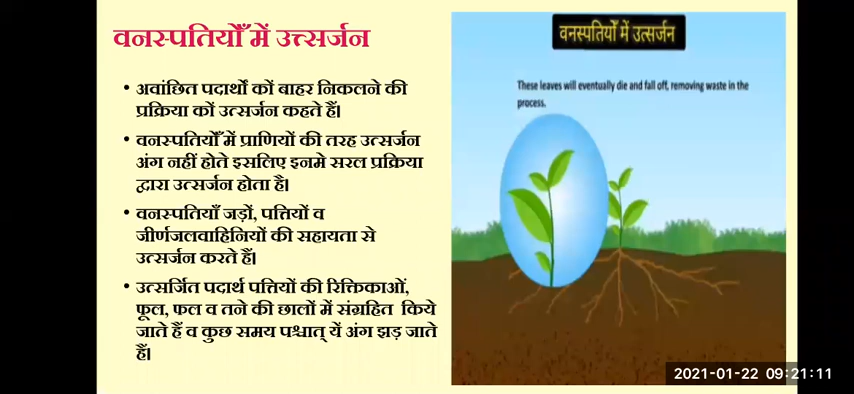 वनस्पतियोँ में उत्त्सर्जन
• अवांछित पदार्थों कों बाहर निकलने की
प्रक्रिया कों उत्सर्जन कहते हैं।
• वनस्पतियोँ में प्राणियों की तरह उत्सर्जन
अंग नहीं होते इसलिए इनमे सरल प्रक्रिया
द्वारा उत्सर्जन होता है।
• वनस्पतियाँ जड़ों, पत्तियों व
जीर्णजलवाहिनियों की सहायता से
उत्सर्जन करते हैं।
• उत्सर्जित पदार्थ पत्तियों की रिक्तिकाओं,
फूल, फल व तने की छालों में संग्रहित किये
जाते हैं व कुछ समय पश्चात् यें अंग झड़ जाते
हैं।
वनस्पतियोँ में उत्सर्जन
These leaves will eventually die and fall off, removing waste in the
process.
2021-01-22 09:21:11